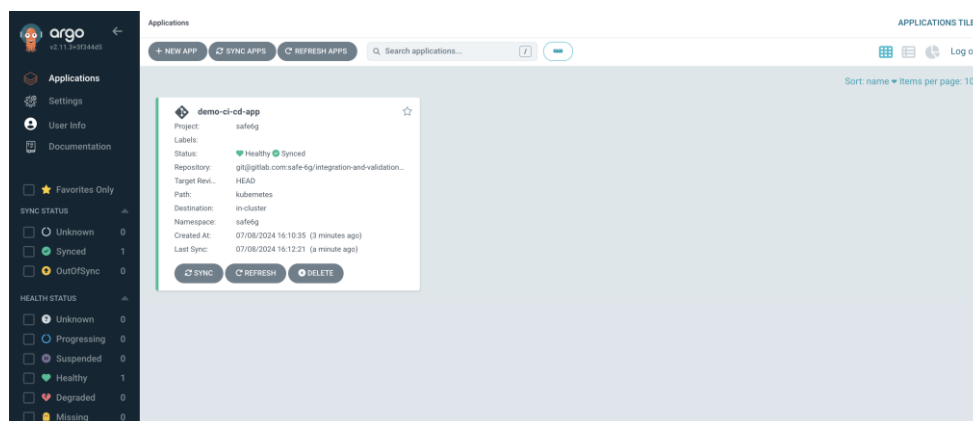 argo
v2.11.3+3f344d5
Applications
Settings
User Info
Documentation
Favorites Only
SYNC STATUS
Unknown 0
Synced 1
OutOfSync 0
HEALTH STATUS
Unknown 0
Progressing 0
Suspended 0
Healthy 1
Degraded 0
Missing 0
Applications
APPLICATIONS TILE
+ NEW APP
SYNC APPS
REFRESH APPS
Search applications...
/
Log o
Sort: name Items per page: 10
demo-ci-cd-app
Project: safe6g
Labels:
Status: Healthy Synced
Repository: git@gitlab.com:safe-6g/integration-and-validation...
Target Revi... HEAD
Path: kubernetes
Destination: in-cluster
Namespace: safe6g
Created At: 07/08/2024 16:10:35 (3 minutes ago)
Last Sync: 07/08/2024 16:12:21 (a minute ago)
SYNC
REFRESH
DELETE